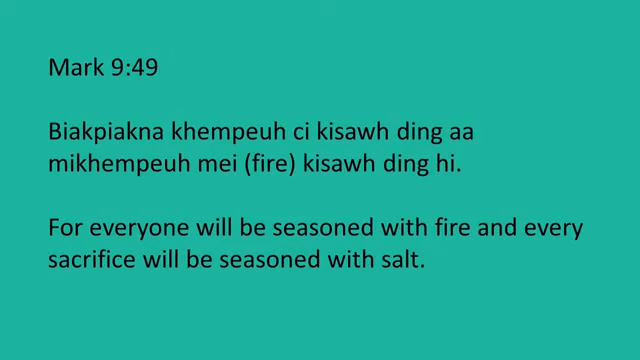 Mark 9:49
Biakpiakna khempeuh ci kisawh ding aa
mikhempeuh mei (fire) kisawh ding hi.
For everyone will be seasoned with fire and every
sacrifice will be seasoned with salt.